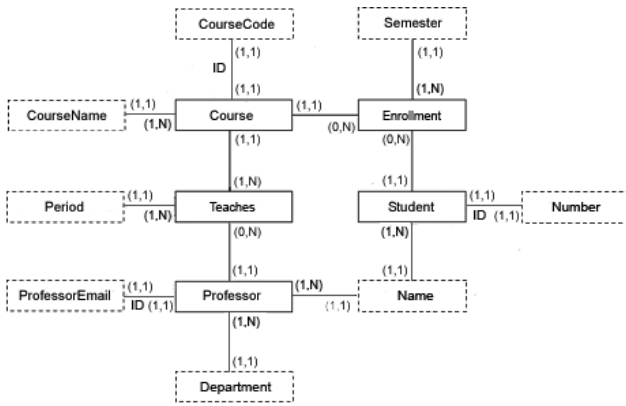 CourseCode
Semester
(1,1)
(1,1)
ID
(1,1)
(1,N)
CourseName
(1,1)
(1,N)
Course
(1,1)
(0,N)
Enrollment
(1,1)
(0,N)
(1,N)
(1,1)
Period
(1,1)
(1,N)
Teaches
Student
(1,1)
ID (1,1)
Number
(0,N)
(1,N)
(1,1)
(1,1)
ProfessorEmail
(1,1)
ID (1,1)
Professor
(1,N)
(1,1)
Name
(1,N)
(1,1)
Department